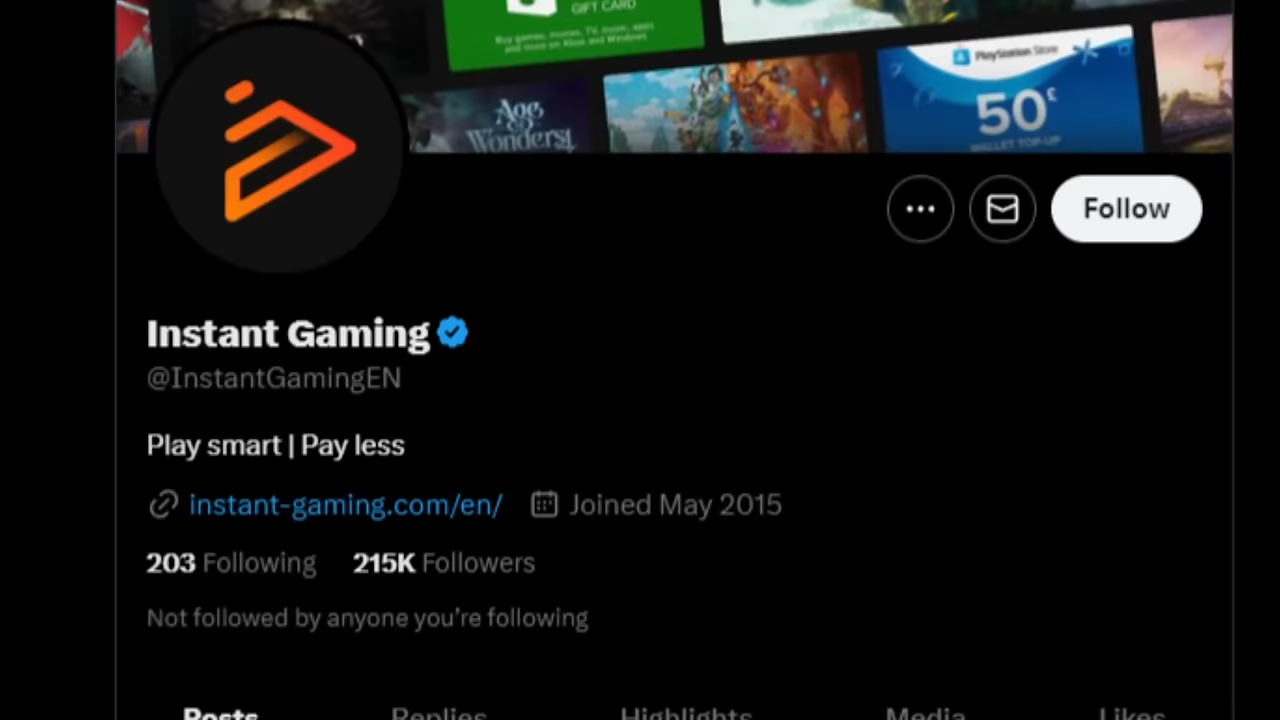 GIFT CARD
Buy games, movies, TV, music, apps
and more on Xbox and Windows
PlayStation Store
50£
WALLET TOP-UP
Age of
Wonders 4
Follow
Instant Gaming
@InstantGamingEN
Play smart | Pay less
instant-gaming.com/en/ Joined May 2015
203 Following 215K Followers
Not followed by anyone you're following
Posts Replies Highlights Media Likes